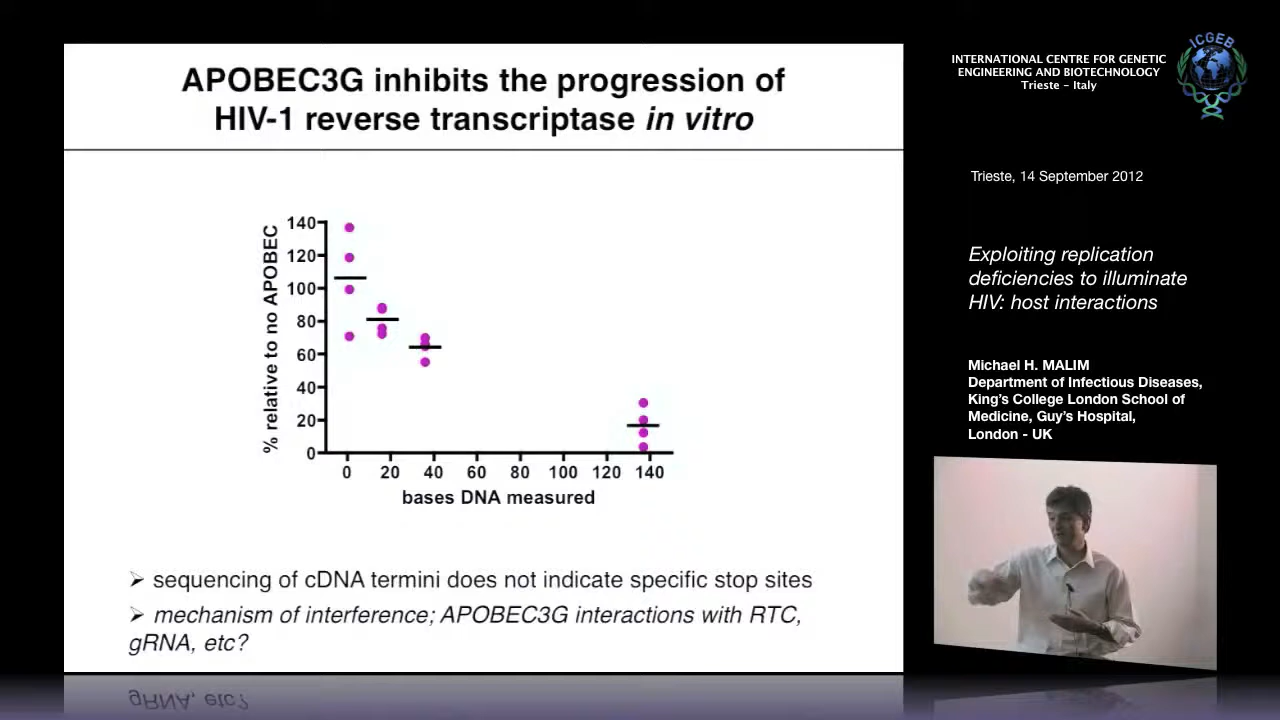 APOBEC3G inhibits the progression of
HIV-1 reverse transcriptase in vitro
% relative to no APOBEC
140
120
100
80
60
40
20
0
0 20 40 60 80 100 120 140
bases DNA measured
➢ sequencing of cDNA termini does not indicate specific stop sites
➢ mechanism of interference; APOBEC3G interactions with RTC,
gRNA, etc?
INTERNATIONAL CENTRE FOR GENETIC
ENGINEERING AND BIOTECHNOLOGY
Trieste - Italy
ICGEB
Trieste, 14 September 2012
Exploiting replication
deficiencies to illuminate
HIV: host interactions
Michael H. MALIM
Department of Infectious Diseases,
King's College London School of
Medicine, Guy's Hospital,
London - UK